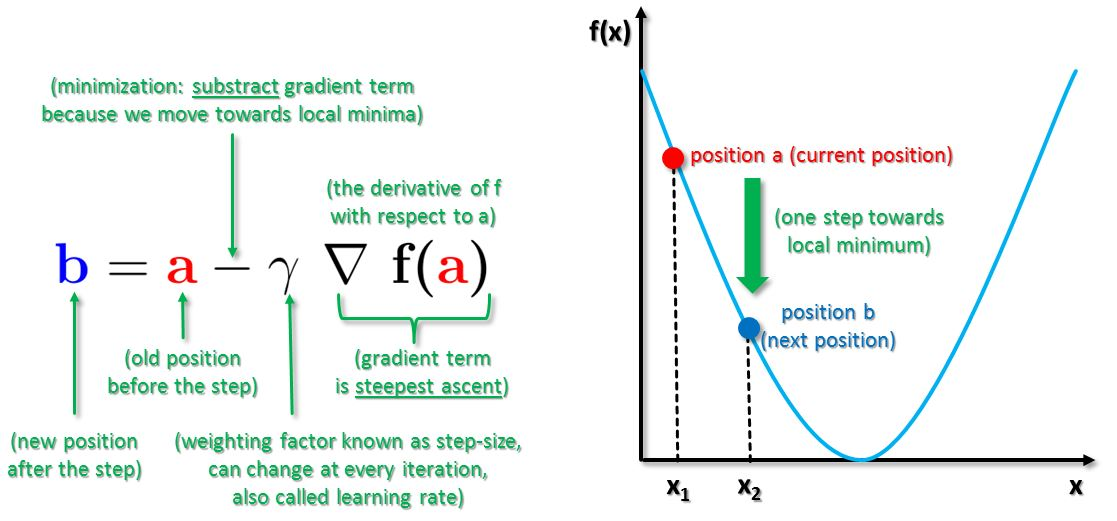 (minimization: substract gradient term
because we move towards local minima)
(the derivative of f
with respect to a)
b = a − γ ∇ f(a)
(old position
before the step)
(gradient term
is steepest ascent)
(new position
after the step)
(weighting factor known as step-size,
can change at every iteration,
also called learning rate)
f(x)
position a (current position)
(one step towards
local minimum)
position b
(next position)
x₁
x₂
x